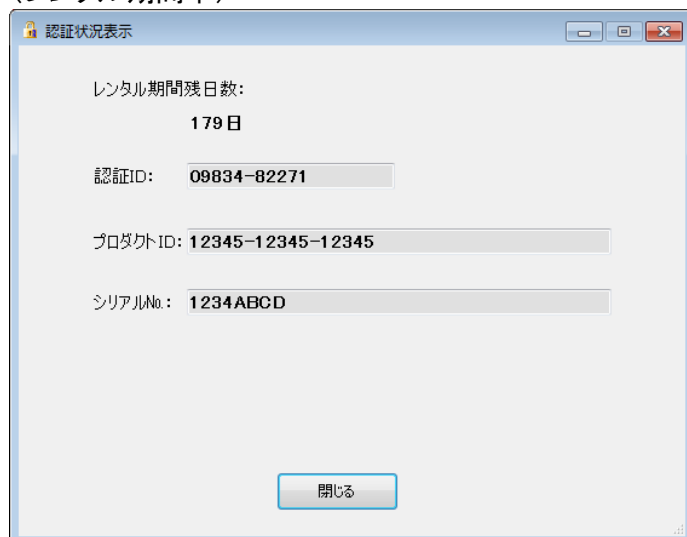 認証状況表示
レンタル期間残日数:
179日
認証ID: 09834-82271
プロダクトID: 12345-12345-12345
シリアルNo.: 1234ABCD
閉じる